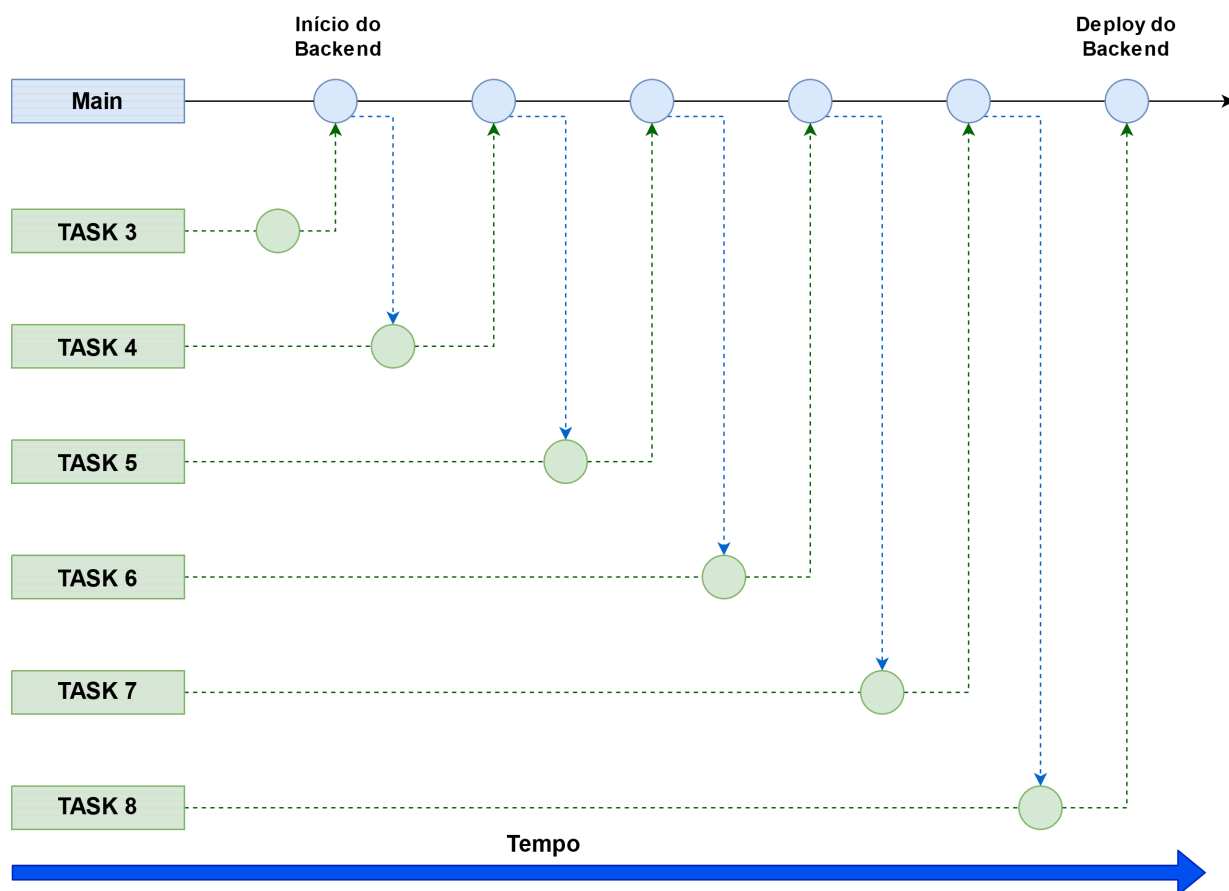 Início do
Backend
Deploy do
Backend
Main
TASK 3
TASK 4
TASK 5
TASK 6
TASK 7
TASK 8
Tempo